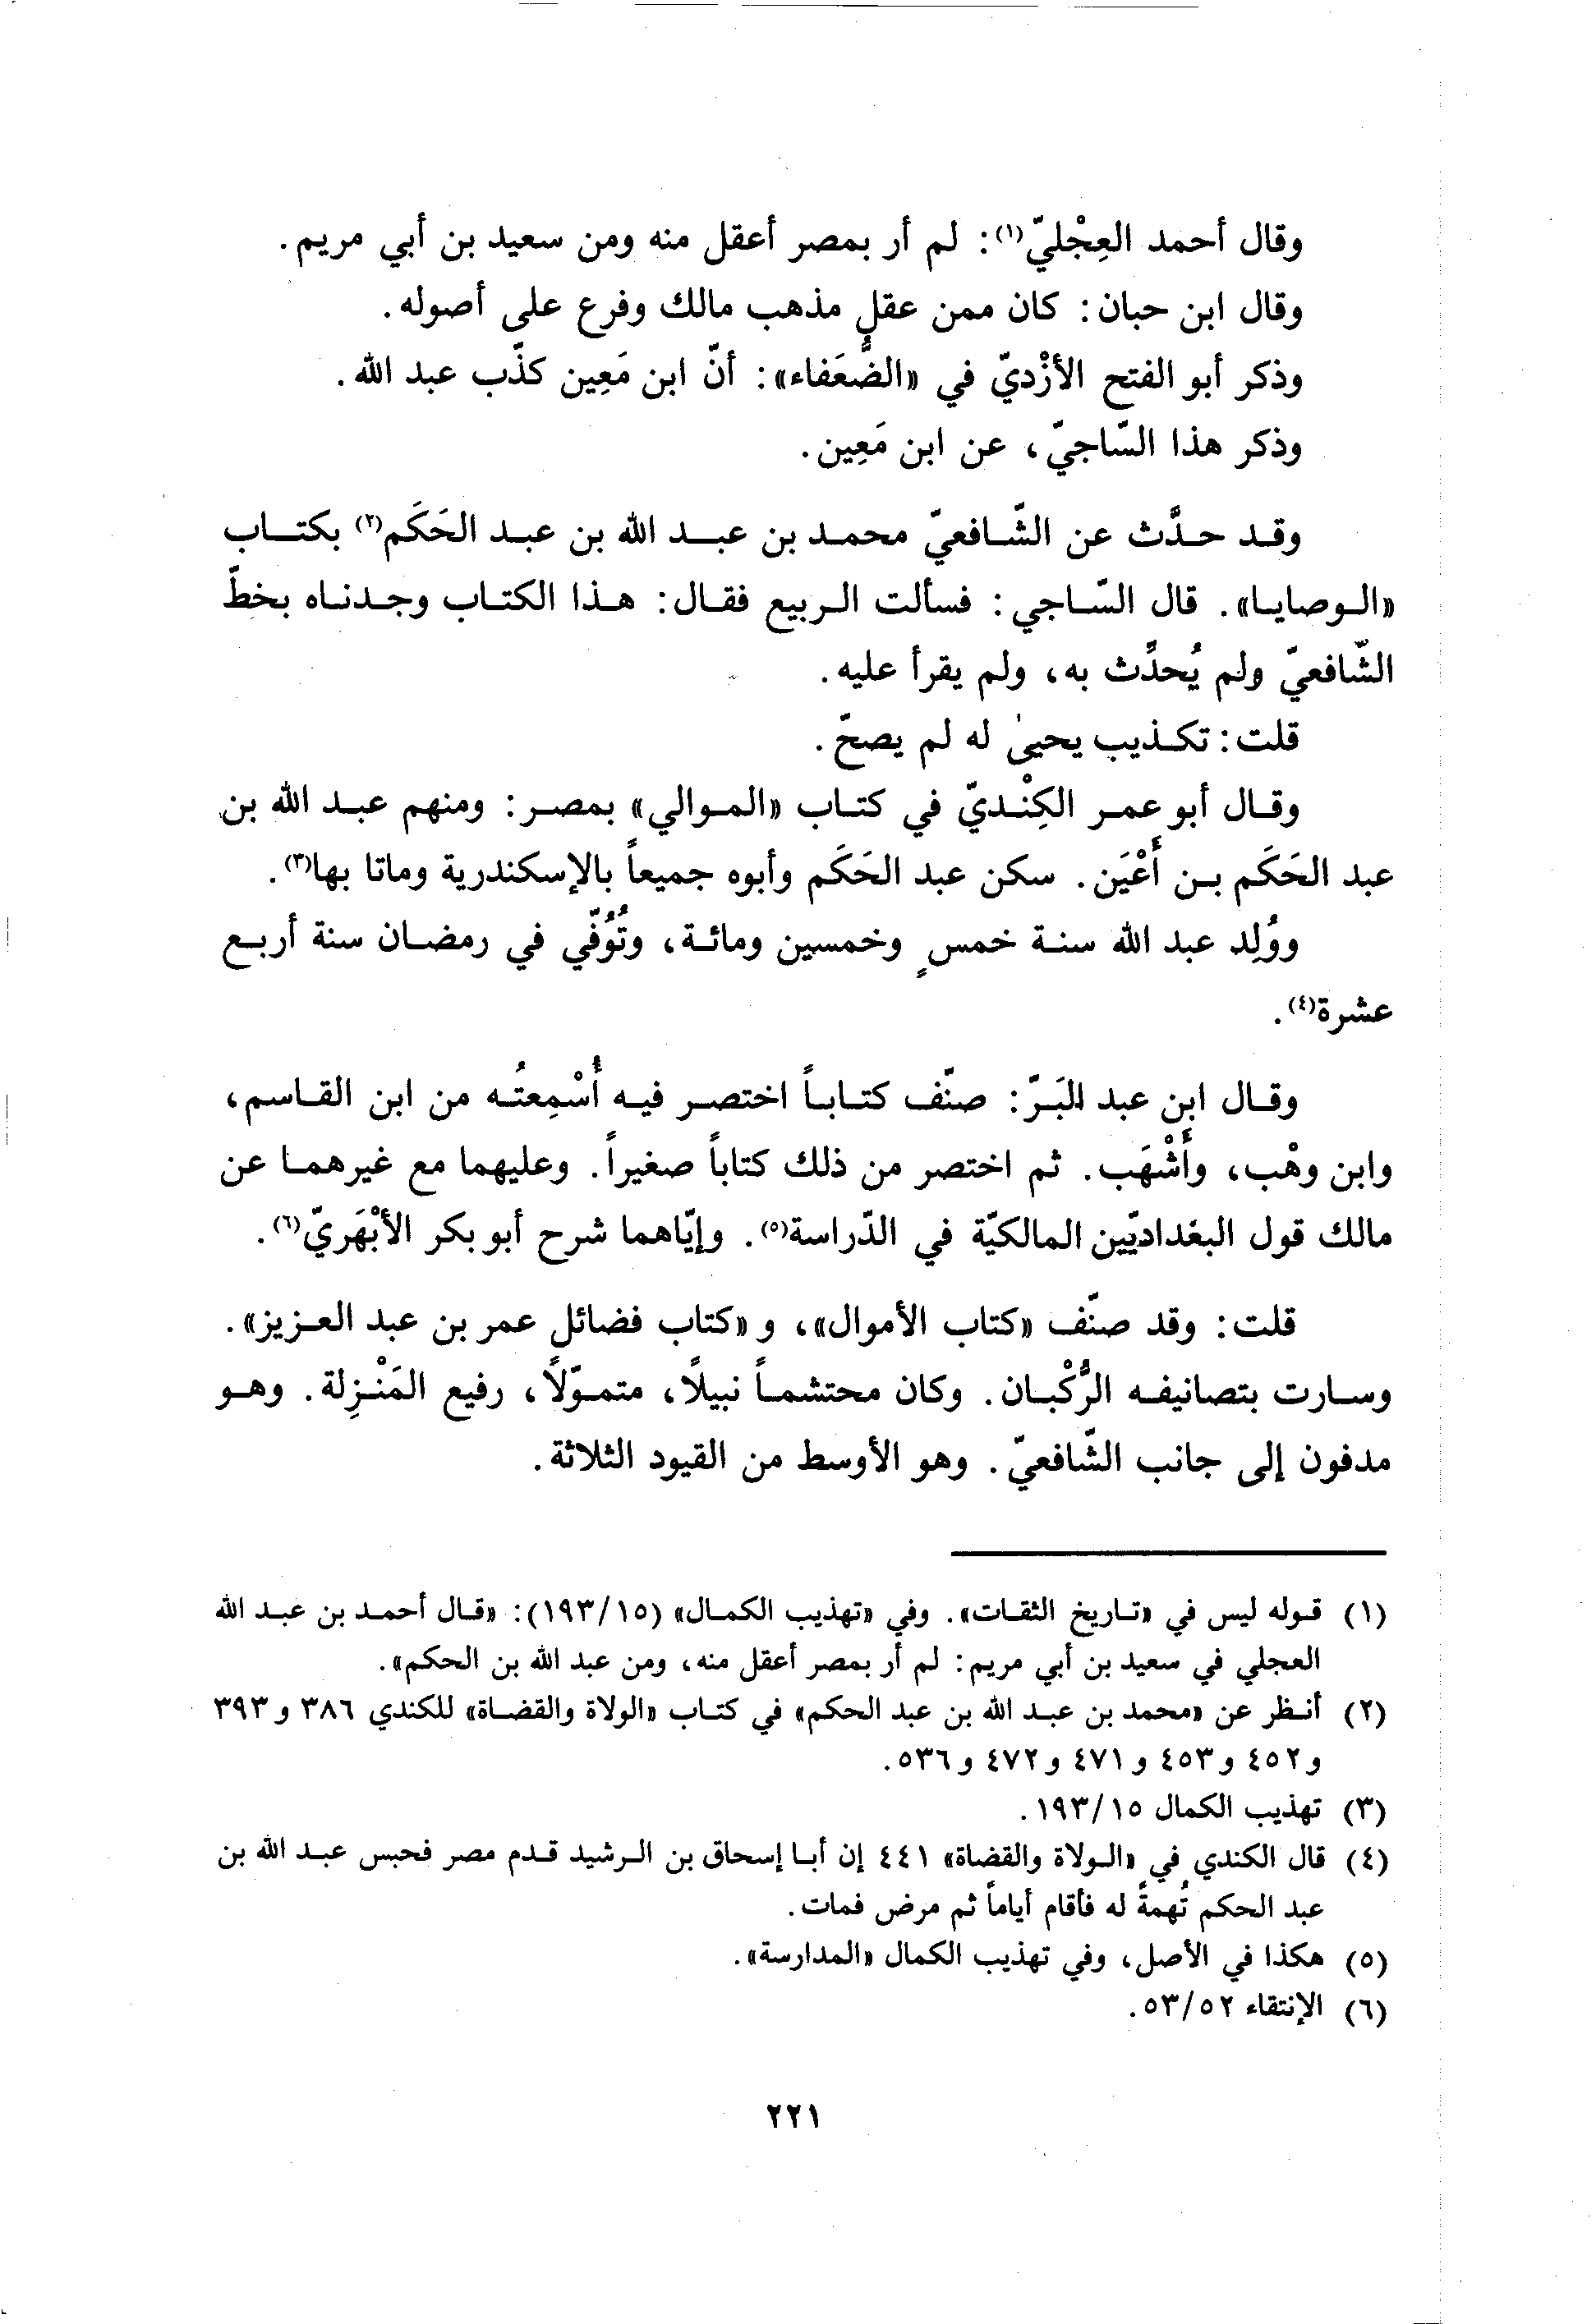 وقال أحمد العِجْليّ(١): لم أر بمصر أعقل منه ومن سعيد بن أبي مريم.
وقال ابن حبان: كان ممن عقل مذهب مالك وفرع على أصوله.
وذكر أبو الفتح الأزْديّ في «الضُّعَفاء»: أنّ ابن مَعِين كذّب عبد الله.
وذكر هذا السّاجيّ، عن ابن مَعِين.
وقد حدَّث عن الشّافعيّ محمد بن عبد الله بن عبد الحَكَم(٢) بكتاب
«الوصايا». قال السّاجي: فسألت الربيع فقال: هذا الكتاب وجدناه بخطّ
الشّافعيّ ولم يُحدِّث به، ولم يقرأ عليه.
قلت: تكذيب يحيىٰ له لم يصحّ.
وقال أبو عمر الكِنْديّ في كتاب «الموالي» بمصر: ومنهم عبد الله بن
عبد الحَكَم بن أَعْيَن. سكن عبد الحَكَم وأبوه جميعاً بالإسكندرية وماتا بها(٣).
ووُلِد عبد الله سنة خمسٍ وخمسين ومائة، وتُوُفّي في رمضان سنة أربع
عشرة(٤).
وقال ابن عبد البَرّ: صنّف كتاباً اختصر فيه أَسْمِعتُه من ابن القاسم،
وابن وهْب، وأَشْهَب. ثم اختصر من ذلك كتاباً صغيراً. وعليهما مع غيرهما عن
مالك قول البغداديّين المالكيّة في الدّراسة(٥). وإيّاهما شرح أبو بكر الأبْهَريّ(٦).
قلت: وقد صنّف «كتاب الأموال»، و«كتاب فضائل عمر بن عبد العزيز».
وسارت بتصانيفه الرُّكْبان. وكان محتشماً نبيلاً، متموّلاً، رفيع المَنْزِلة. وهو
مدفون إلى جانب الشّافعيّ. وهو الأوسط من القيود الثلاثة.
(١) قوله ليس في «تاريخ الثقات». وفي «تهذيب الكمال» (١٩٣/١٥): «قال أحمد بن عبد الله
العجلي في سعيد بن أبي مريم: لم أر بمصر أعقل منه، ومن عبد الله بن الحكم».
(٢) أنظر عن «محمد بن عبد الله بن عبد الحكم» في كتاب «الولاة والقضاة» للكندي ٣٨٦ و ٣٩٣
و ٤٥٢ و ٤٥٣ و ٤٧١ و ٤٧٢ و ٥٣٦.
(٣) تهذيب الكمال ١٩٣/١٥.
(٤) قال الكندي في «الولاة والقضاة» ٤٤١ إن أبا إسحاق بن الرشيد قدم مصر فحبس عبد الله بن
عبد الحكم تُهمةً له فأقام أياماً ثم مرض فمات.
(٥) هكذا في الأصل، وفي تهذيب الكمال «المدارسة».
(٦) الإنتقاء ٥٣/٥٢.
٢٢١